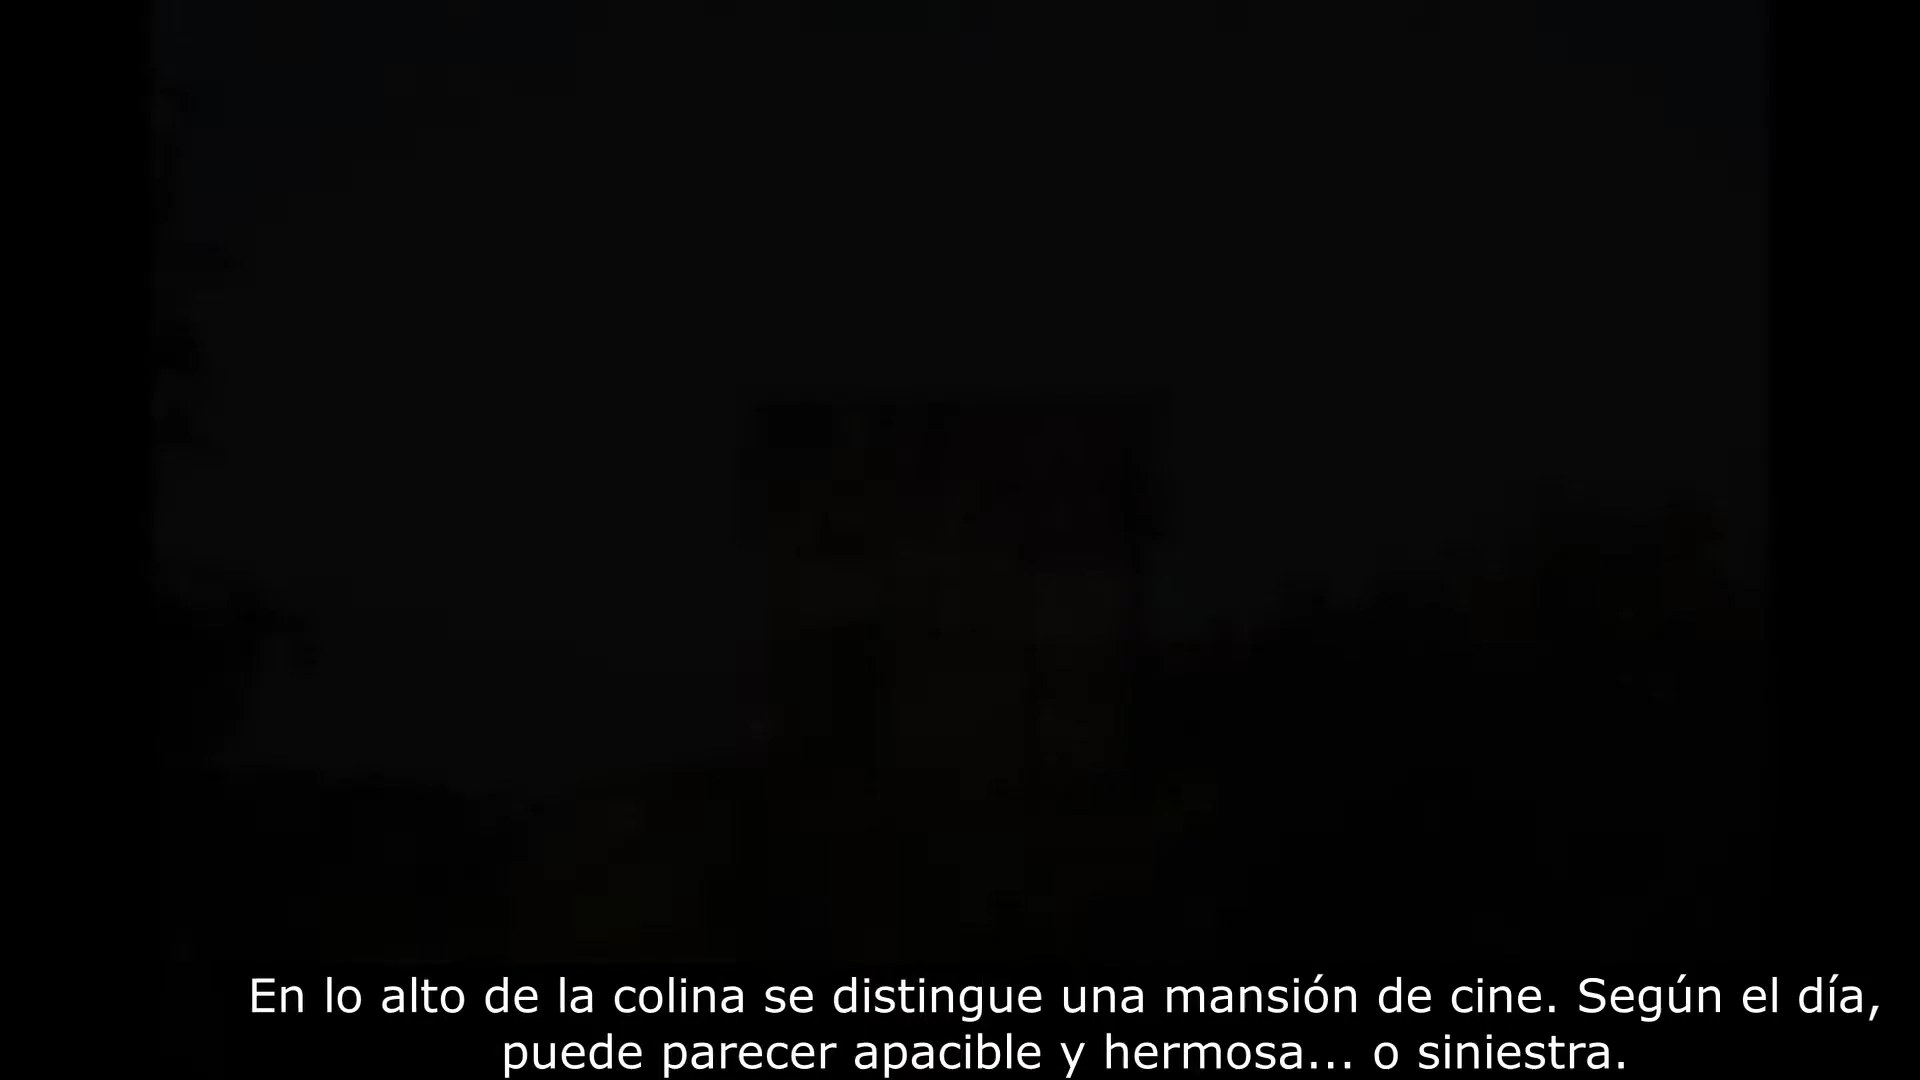 En lo alto de la colina se distingue una mansión de cine. Según el día,
puede parecer apacible y hermosa... o siniestra.